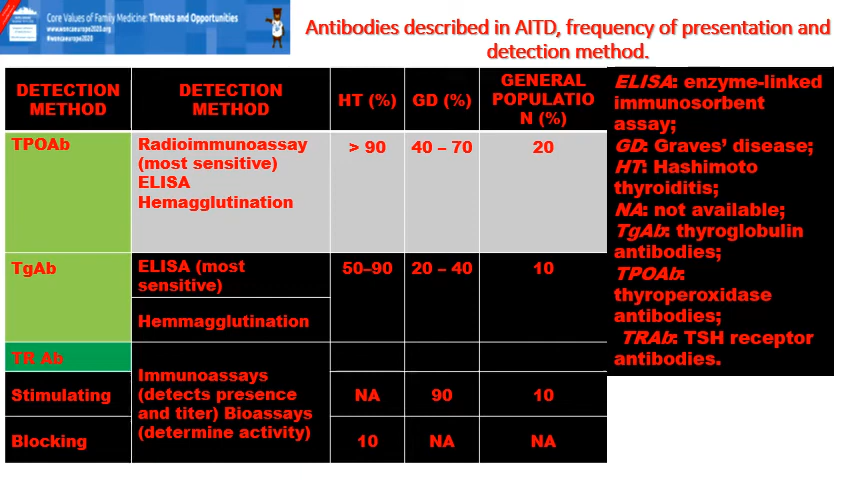 Core Values of Family Medicine: Threats and Opportunities
www.woncaeurope2020.org
#woncaeurope2020
Antibodies described in AITD, frequency of presentation and
detection method.
DETECTION
METHOD
DETECTION
METHOD
HT (%)
GD (%)
GENERAL
POPULATIO
N (%)
TPOAb
Radioimmunoassay
(most sensitive)
ELISA
Hemagglutination
> 90
40 – 70
20
TgAb
ELISA (most
sensitive)
50–90
20 – 40
10
Hemmagglutination
TR Ab
Immunoassays
(detects presence
and titer) Bioassays
(determine activity)
Stimulating
NA
90
10
Blocking
10
NA
NA
ELISA: enzyme-linked
immunosorbent
assay;
GD: Graves’ disease;
HT: Hashimoto
thyroiditis;
NA: not available;
TgAb: thyroglobulin
antibodies;
TPOAb:
thyroperoxidase
antibodies;
TRAb: TSH receptor
antibodies.